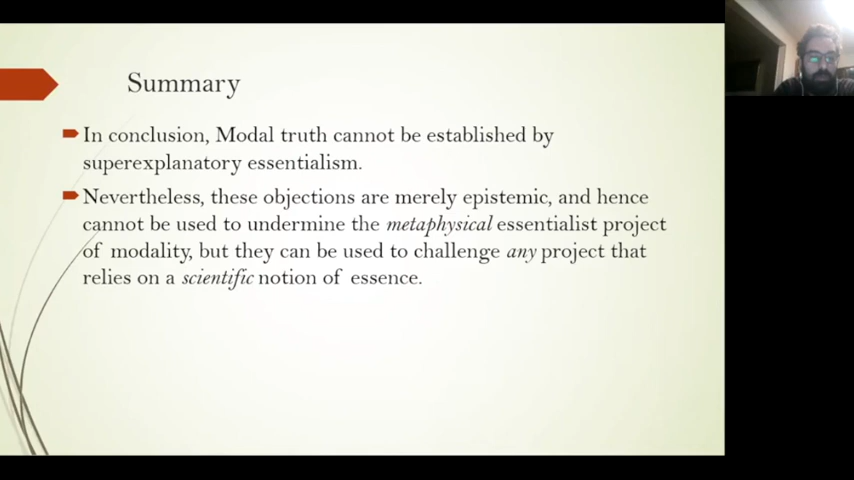 Summary
In conclusion, Modal truth cannot be established by
superexplanatory essentialism.
Nevertheless, these objections are merely epistemic, and hence
cannot be used to undermine the metaphysical essentialist project
of modality, but they can be used to challenge any project that
relies on a scientific notion of essence.